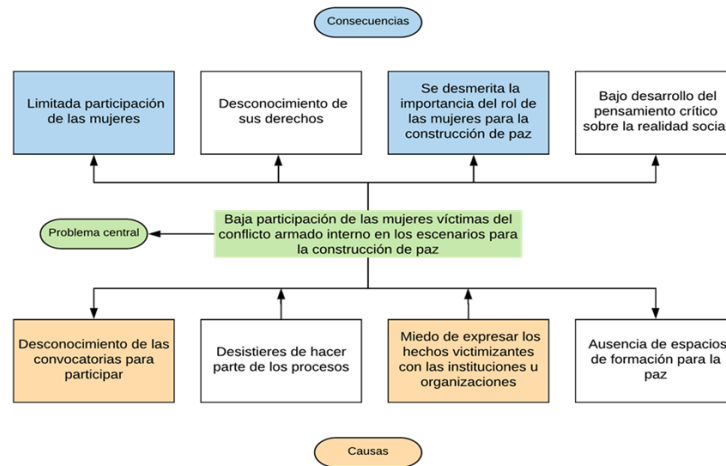 Consecuencias
Limitada participación
de las mujeres
Desconocimiento de
sus derechos
Se desmerita la
importancia del rol de
las mujeres para la
construcción de paz
Bajo desarrollo del
pensamiento crítico
sobre la realidad social
Problema central
Baja participación de las mujeres víctimas del
conflicto armado interno en los escenarios para
la construcción de paz
Desconocimiento de las
convocatorias para
participar
Desistieres de hacer
parte de los procesos
Miedo de expresar los
hechos victimizantes
con las instituciones u
organizaciones
Ausencia de espacios
de formación para la
paz
Causas